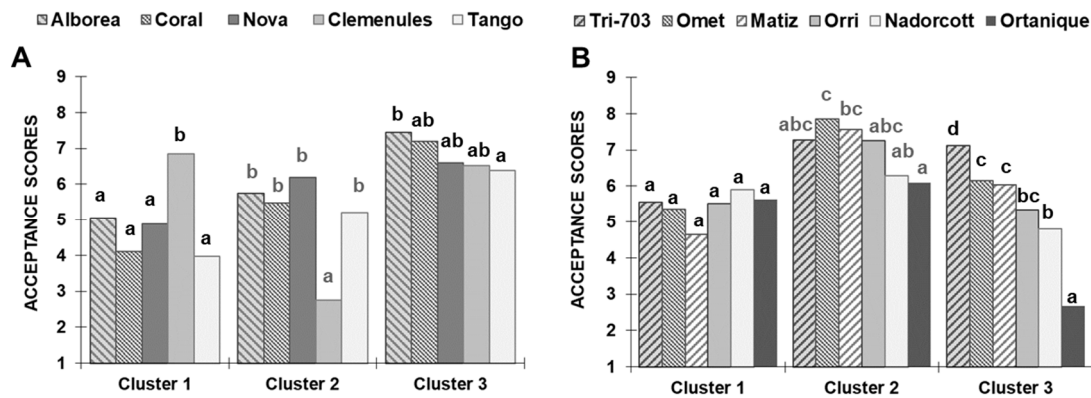 Alborea Coral Nova Clemenules Tango
A
ACCEPTANCE SCORES
9
8
7
6
5
4
3
2
1
a a a b a
b b b a b
b ab ab ab a
Cluster 1 Cluster 2 Cluster 3
Tri-703 Omet Matiz Orri Nadorcott Ortanique
B
ACCEPTANCE SCORES
9
8
7
6
5
4
3
2
1
a a a a a a
abc c bc abc ab a
d c c bc b a
Cluster 1 Cluster 2 Cluster 3